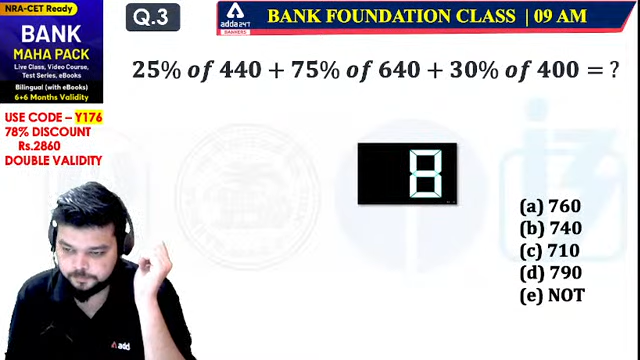 NRA-CET Ready
BANK
MAHA PACK
Live Class, Video Course,
Test Series, eBooks
Bilingual (with eBooks)
6+6 Months Validity
USE CODE – Y176
78% DISCOUNT
Rs.2860
DOUBLE VALIDITY
Q.3
adda247
BANNERS
BANK FOUNDATION CLASS | 09 AM
25% of 440 + 75% of 640 + 30% of 400 = ?
8
(a) 760
(b) 740
(c) 710
(d) 790
(e) NOT
add